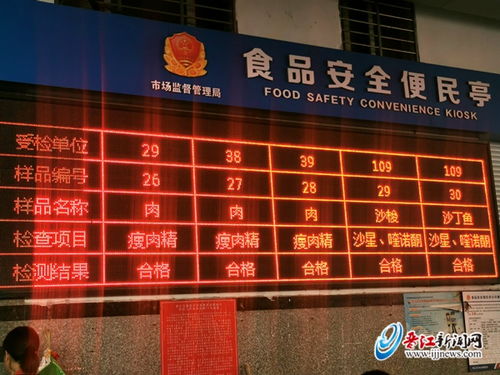 市场监督管理局
食品安全便民亭
FOOD SAFETY CONVENIENCE KIOSK
受检单位 29 38 39 109 109
样品编号 26 27 28 29 30
样品名称 肉 肉 肉 沙梭 沙丁鱼
检查项目 瘦肉精 瘦肉精 瘦肉精 沙星、喹诺酮 沙星、喹诺酮
检测结果 合格 合格 合格 合格 合格
晋江新闻网
www.ijjnews.com